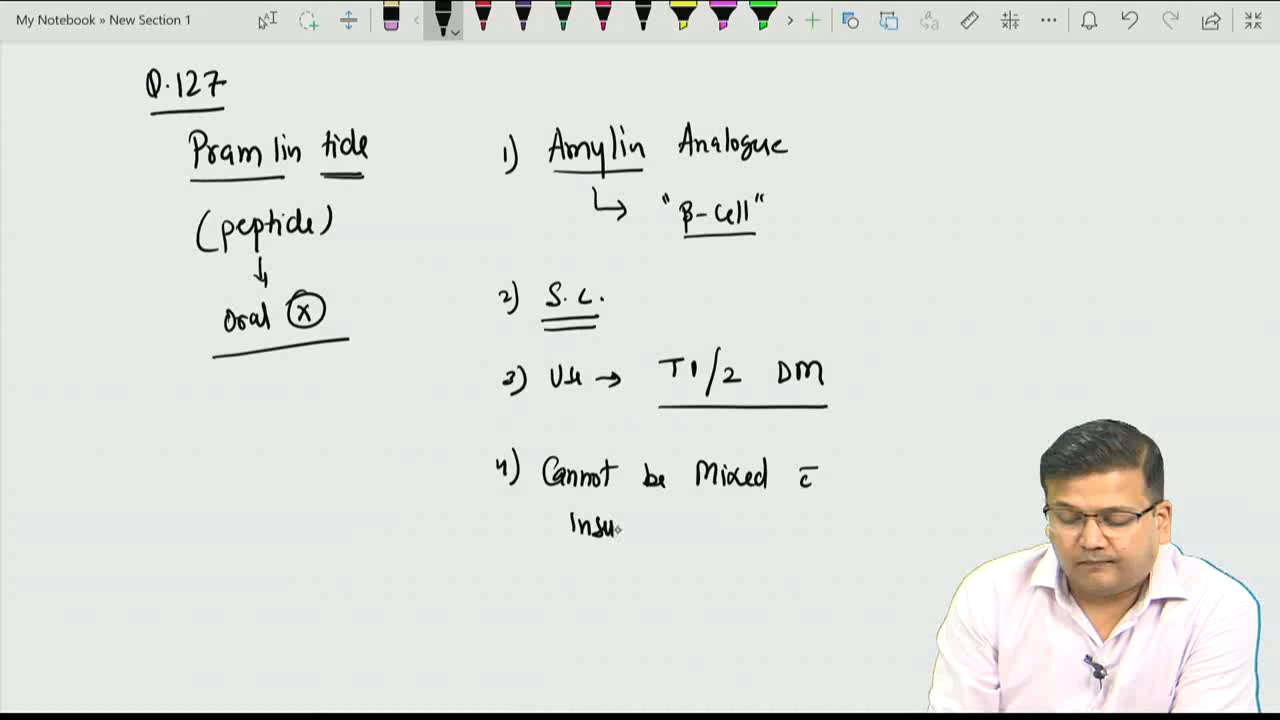 My Notebook » New Section 1
Q.127
Pramlintide
(peptide)
↓
oral (x)
1) Amylin Analogue
↳ "β-cell"
2) S.C.
3) Use → T1/2 DM
4) Cannot be Mixed c̄
Insu